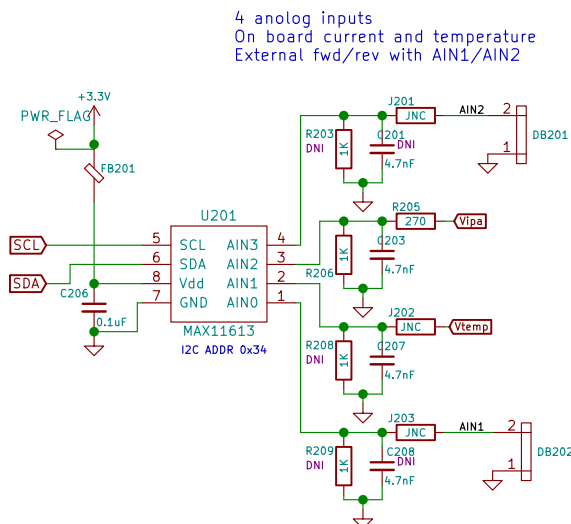 4 anolog inputs
On board current and temperature
External fwd/rev with AIN1/AIN2
+3.3V
PWR_FLAG
FB201
J201
JNC
AIN2
2
1
DB201
R203
DNI
1K
C201
DNI
4.7nF
U201
SCL
5
SCL
AIN3
4
SDA
6
SDA
AIN2
3
8
Vdd
AIN1
2
7
GND
AIN0
1
MAX11613
I2C ADDR 0x34
C206
0.1uF
R205
270
Vipa
R206
1K
C203
4.7nF
J202
JNC
Vtemp
R208
DNI
1K
C207
4.7nF
J203
JNC
AIN1
2
1
DB202
R209
DNI
1K
C208
DNI
4.7nF